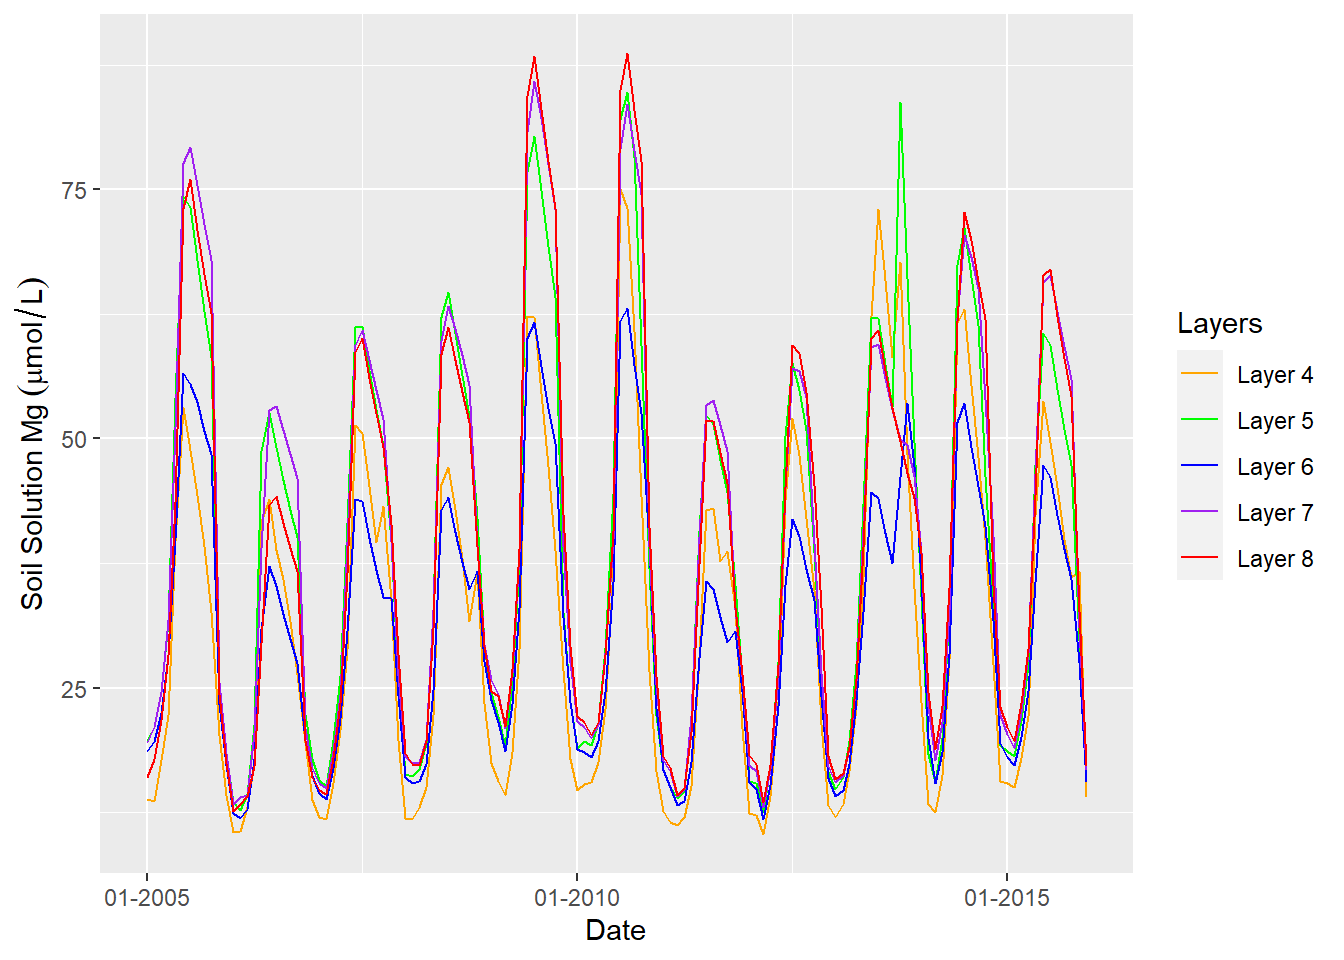 Soil Solution Mg (μmol/L)
75
50
25
01-2005
01-2010
01-2015
Date
Layers
Layer 4
Layer 5
Layer 6
Layer 7
Layer 8